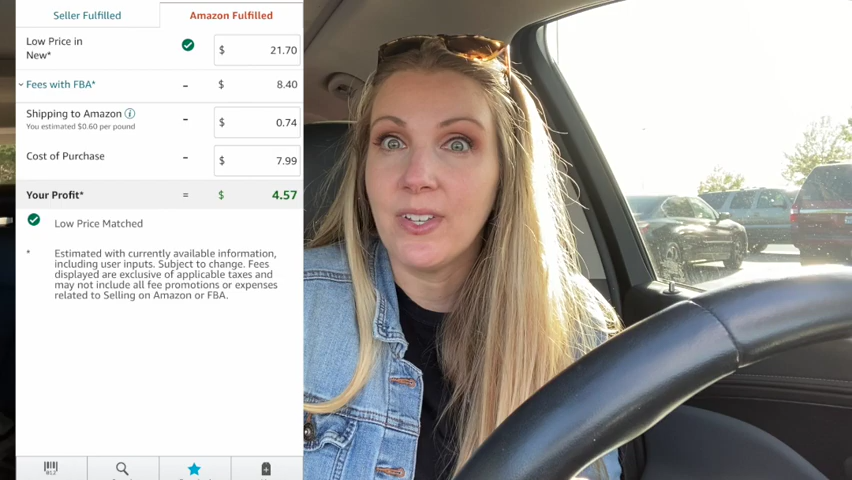 Seller Fulfilled
Amazon Fulfilled
Low Price in $ 21.70
New*
Fees with FBA* - $ 8.40
Shipping to Amazon i - $ 0.74
You estimated $0.60 per pound
Cost of Purchase - $ 7.99
Your Profit* = $ 4.57
Low Price Matched
* Estimated with currently available information,
including user inputs. Subject to change. Fees
displayed are exclusive of applicable taxes and
may not include all fee promotions or expenses
related to Selling on Amazon or FBA.